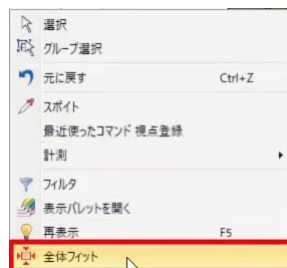 選択
グループ選択
元に戻す Ctrl+Z
スポイト
最近使ったコマンド 視点登録
計測
フィルタ
表示パレットを開く
再表示 F5
全体フィット